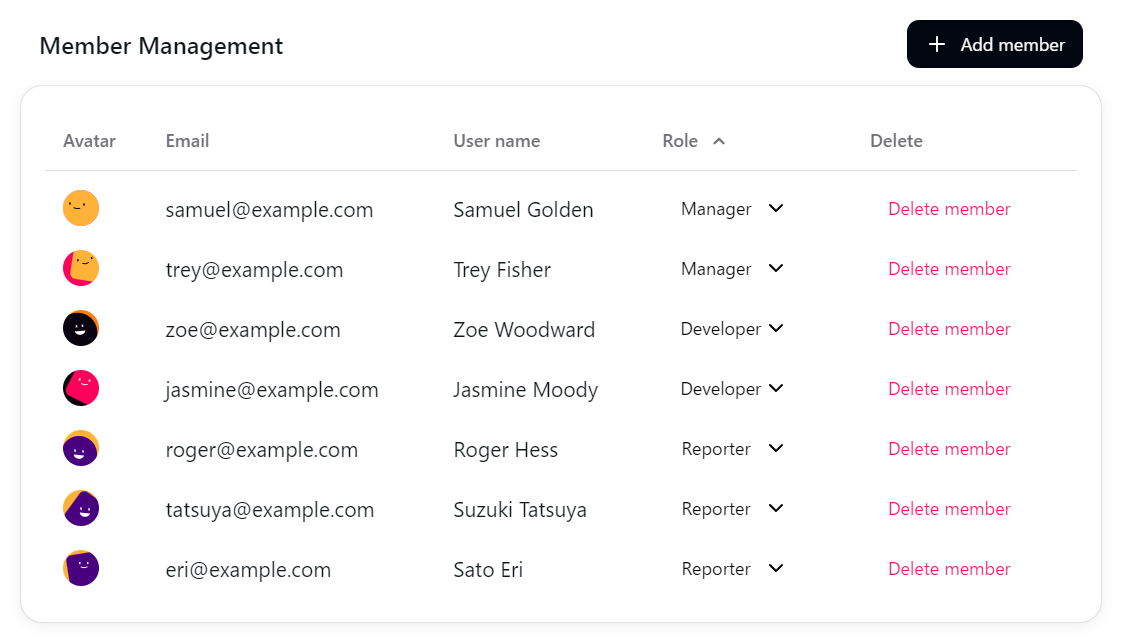 Member Management
Add member
Avatar Email User name Role Delete
samuel@example.com Samuel Golden Manager Delete member
trey@example.com Trey Fisher Manager Delete member
zoe@example.com Zoe Woodward Developer Delete member
jasmine@example.com Jasmine Moody Developer Delete member
roger@example.com Roger Hess Reporter Delete member
tatsuya@example.com Suzuki Tatsuya Reporter Delete member
eri@example.com Sato Eri Reporter Delete member